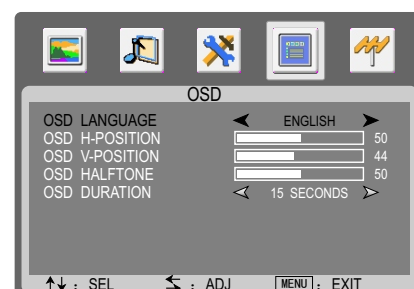 OSD
OSD LANGUAGE ENGLISH
OSD H-POSITION 50
OSD V-POSITION 44
OSD HALFTONE 50
OSD DURATION 15 SECONDS
: SEL : ADJ MENU : EXIT